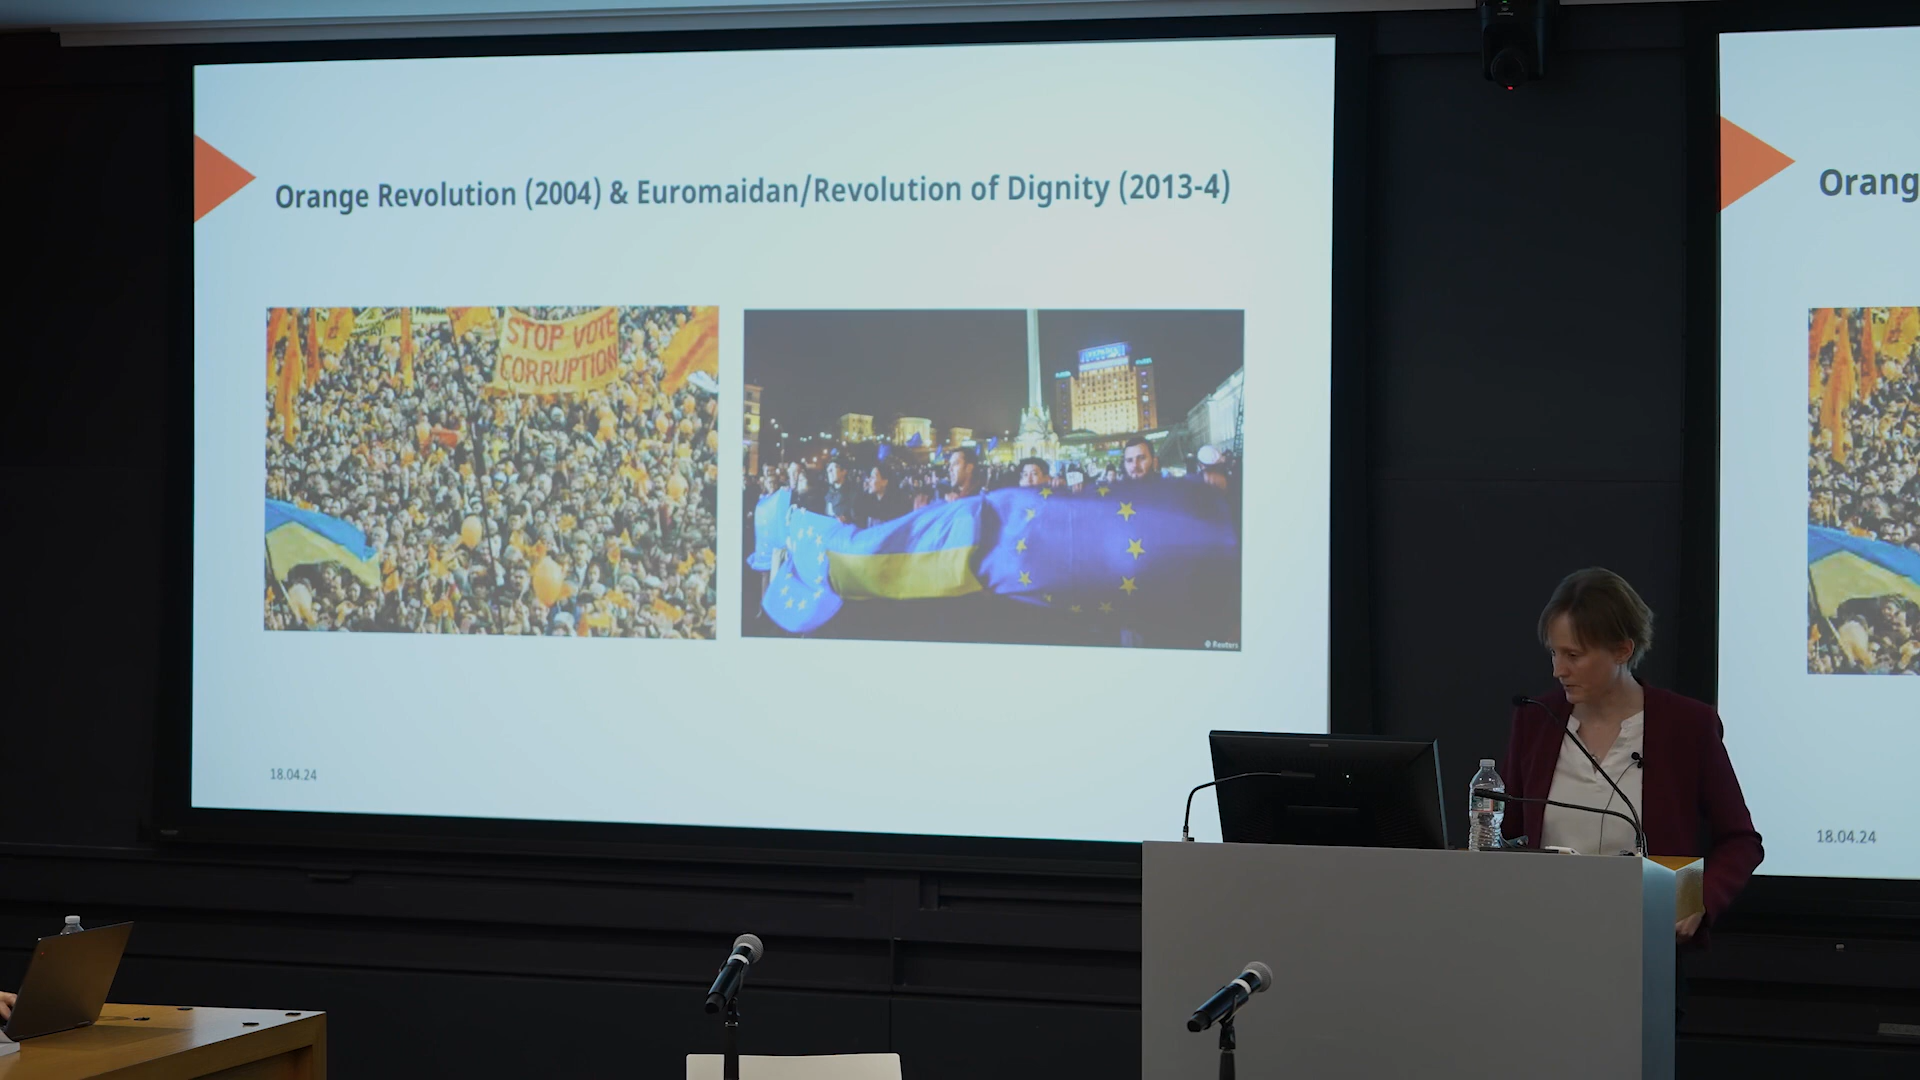 Orange Revolution (2004) & Euromaidan/Revolution of Dignity (2013-4)
STOP VOTE
CORRUPTION
© Reuters
18.04.24
Orang
18.04.24